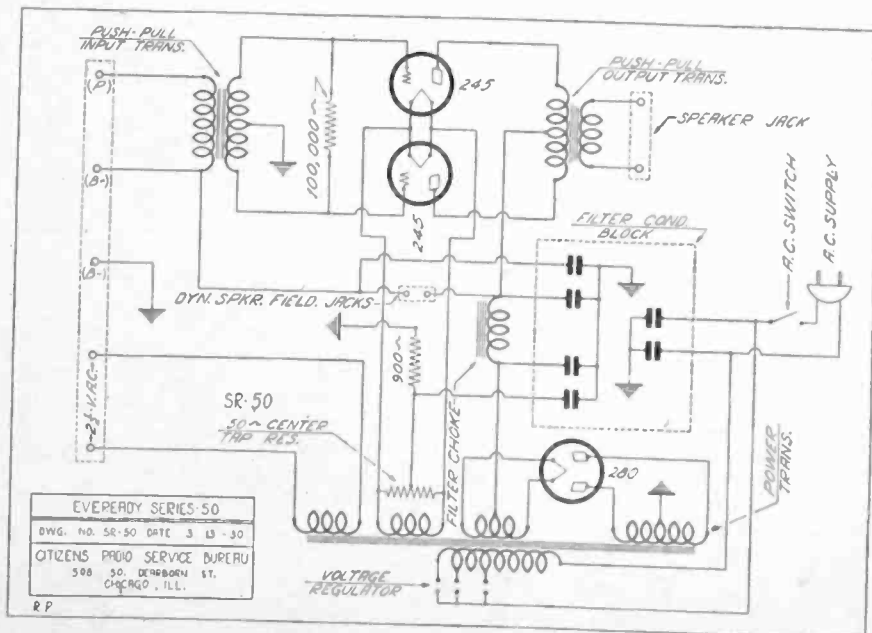 PUSH-PULL
INPUT TRANS.
(P)
(B-)
(B-)
~2½-V.A.C.~
100,000~
245
245
PUSH-PULL
OUTPUT TRANS.
SPEAKER JACK
FILTER COND.
BLOCK
A.C. SWITCH
A.C. SUPPLY
DYN. SPKR. FIELD. JACKS
900~
SR-50
50~ CENTER
TAP RES.
FILTER CHOKE
280
POWER
TRANS.
VOLTAGE
REGULATOR
EVEREADY SERIES-50
DWG. NO. SR-50 DATE 3 13 -30
CITIZENS RADIO SERVICE BUREAU
508 SO. DEARBORN ST.
CHICAGO, ILL.
R P